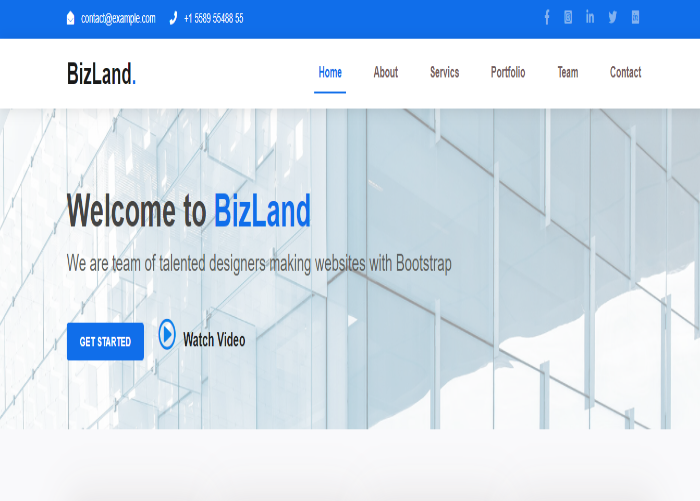 contact@example.com +1 5589 55488 55
BizLand.
Home About Servics Portfolio Team Contact
Welcome to BizLand
We are team of talented designers making websites with Bootstrap
GET STARTED Watch Video